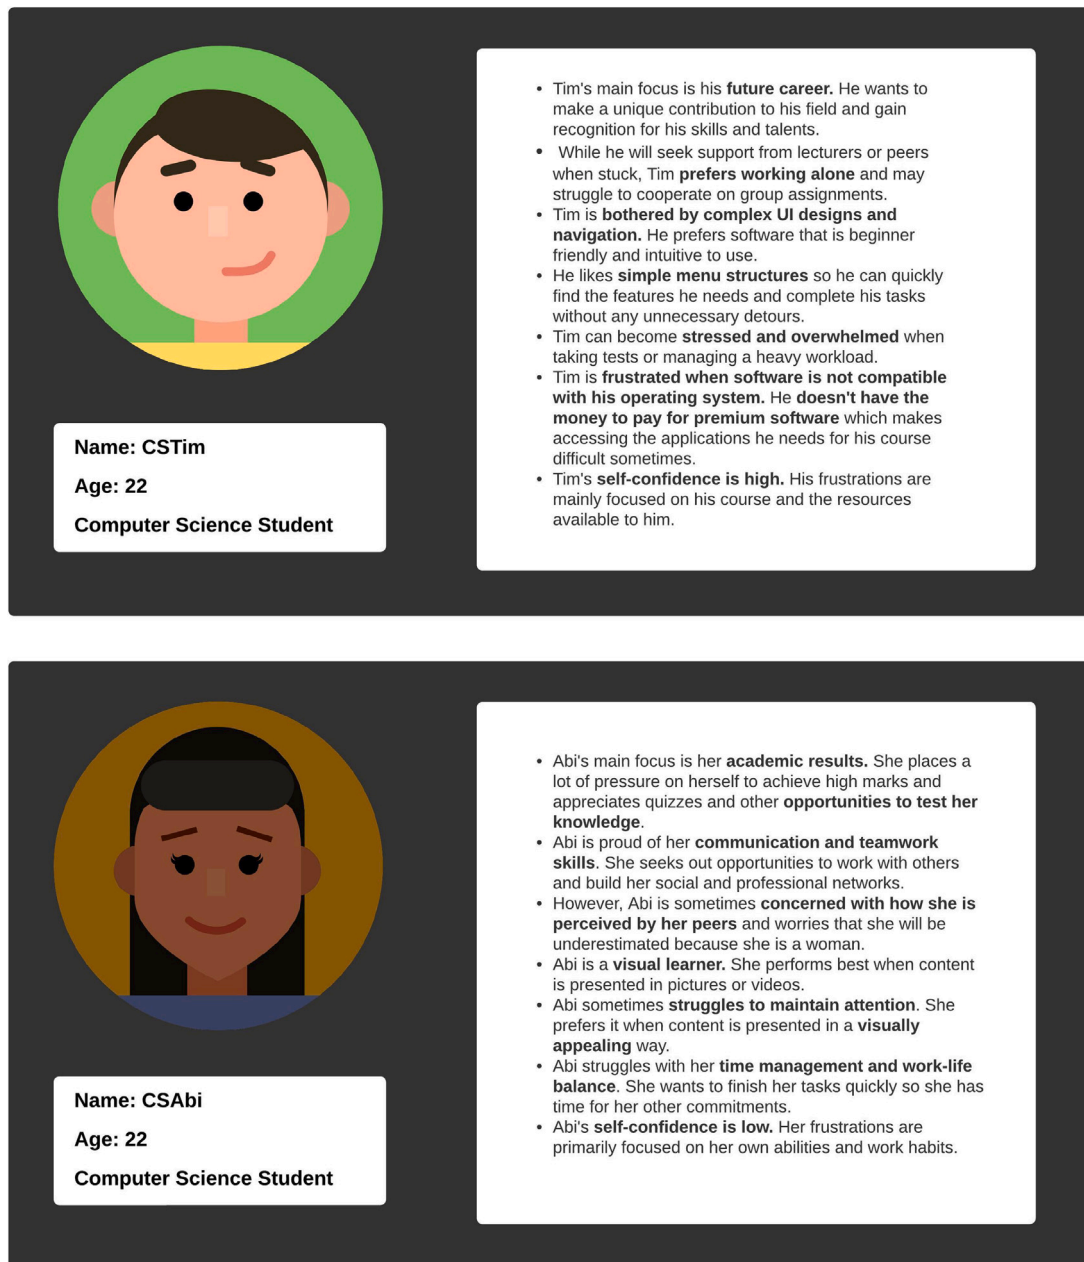 • Tim's main focus is his future career. He wants to
make a unique contribution to his field and gain
recognition for his skills and talents.
• While he will seek support from lecturers or peers
when stuck, Tim prefers working alone and may
struggle to cooperate on group assignments.
• Tim is bothered by complex UI designs and
navigation. He prefers software that is beginner
friendly and intuitive to use.
• He likes simple menu structures so he can quickly
find the features he needs and complete his tasks
without any unnecessary detours.
• Tim can become stressed and overwhelmed when
taking tests or managing a heavy workload.
• Tim is frustrated when software is not compatible
with his operating system. He doesn't have the
money to pay for premium software which makes
accessing the applications he needs for his course
difficult sometimes.
• Tim's self-confidence is high. His frustrations are
mainly focused on his course and the resources
available to him.
Name: CSTim
Age: 22
Computer Science Student
• Abi's main focus is her academic results. She places a
lot of pressure on herself to achieve high marks and
appreciates quizzes and other opportunities to test her
knowledge.
• Abi is proud of her communication and teamwork
skills. She seeks out opportunities to work with others
and build her social and professional networks.
• However, Abi is sometimes concerned with how she is
perceived by her peers and worries that she will be
underestimated because she is a woman.
• Abi is a visual learner. She performs best when content
is presented in pictures or videos.
• Abi sometimes struggles to maintain attention. She
prefers it when content is presented in a visually
appealing way.
• Abi struggles with her time management and work-life
balance. She wants to finish her tasks quickly so she has
time for her other commitments.
• Abi's self-confidence is low. Her frustrations are
primarily focused on her own abilities and work habits.
Name: CSAbi
Age: 22
Computer Science Student